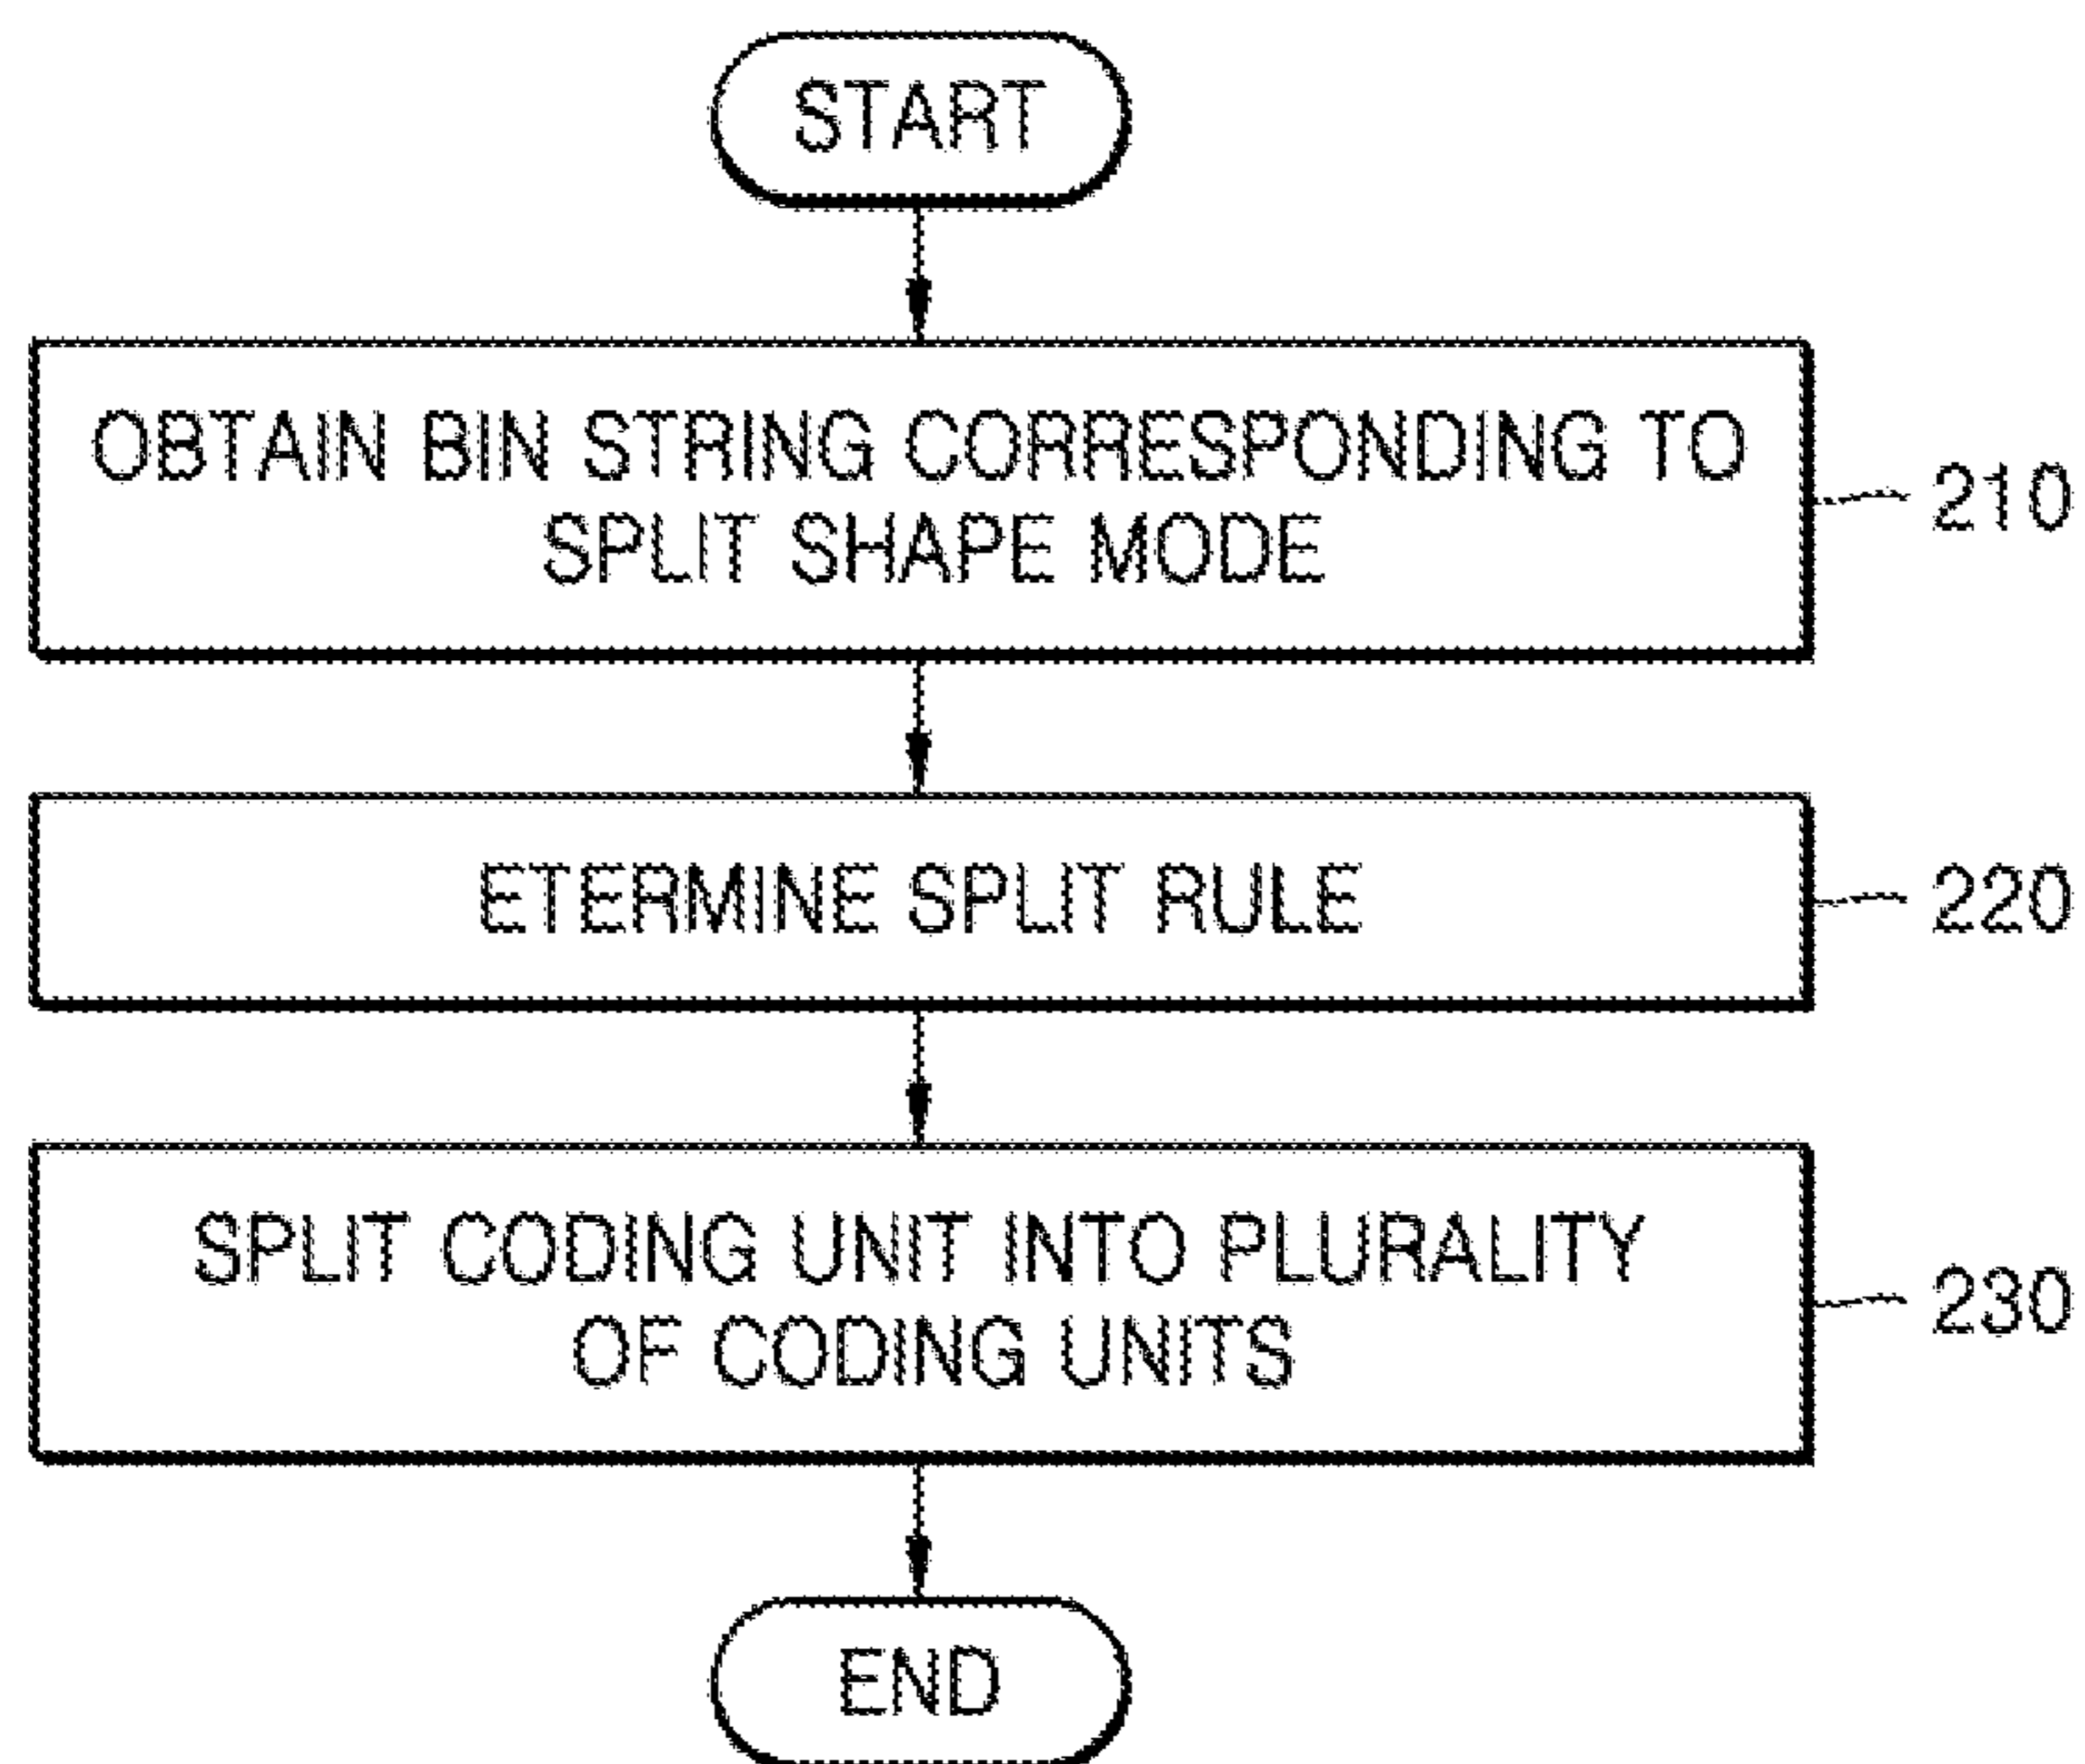 START
OBTAIN BIN STRING CORRESPONDING TO
SPLIT SHAPE MODE
210
ETERMINE SPLIT RULE
220
SPLIT CODING UNIT INTO PLURALITY
OF CODING UNITS
230
END